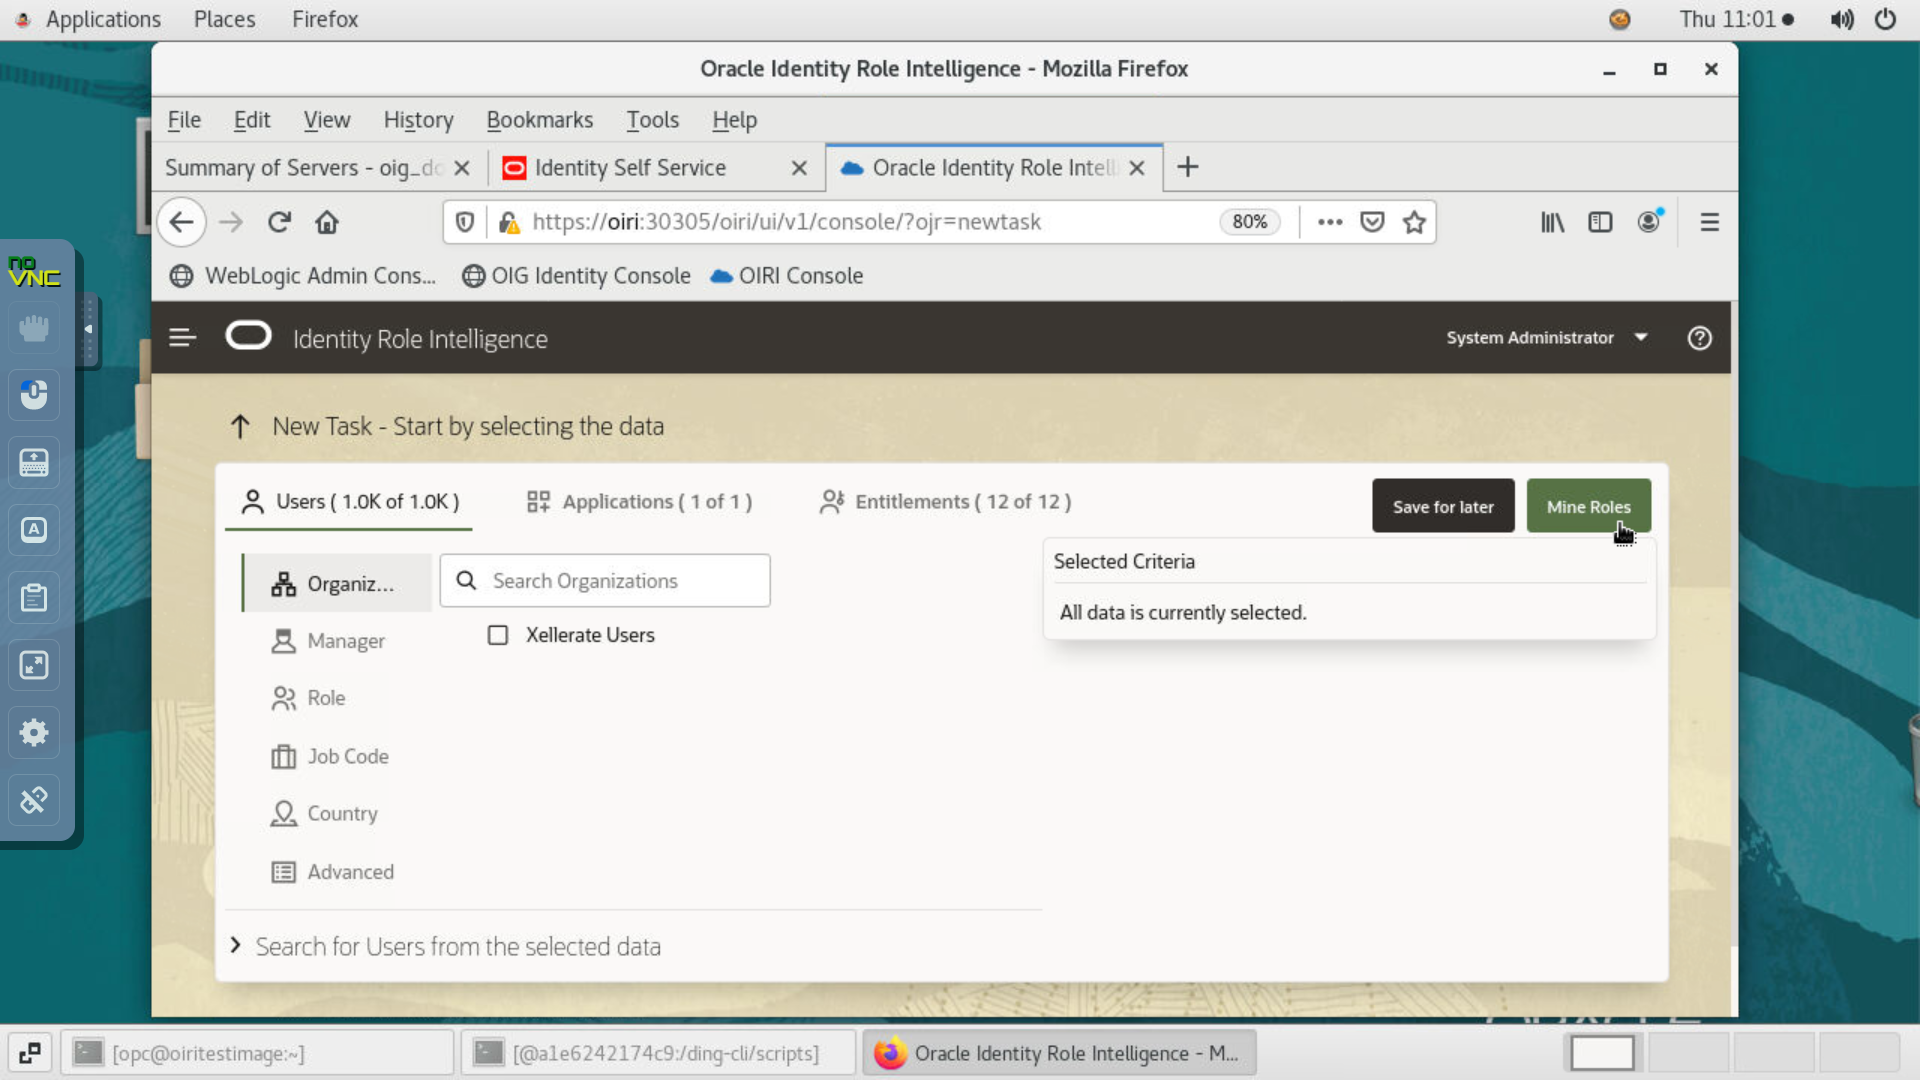 Applications Places Firefox Thu 11:01
Oracle Identity Role Intelligence - Mozilla Firefox
File Edit View History Bookmarks Tools Help
Summary of Servers - oig_do Identity Self Service Oracle Identity Role Intell
https://oiri:30305/oiri/ui/v1/console/?ojr=newtask 80%
WebLogic Admin Cons... OIG Identity Console OIRI Console
no
VNC
Identity Role Intelligence System Administrator
New Task - Start by selecting the data
Users ( 1.0K of 1.0K ) Applications ( 1 of 1 ) Entitlements ( 12 of 12 ) Save for later Mine Roles
Selected Criteria
All data is currently selected.
Organiz... Search Organizations
Xellerate Users
Manager
Role
Job Code
Country
Advanced
Search for Users from the selected data
[opc@oiritestimage:~] [@a1e6242174c9:/ding-cli/scripts] Oracle Identity Role Intelligence - M...